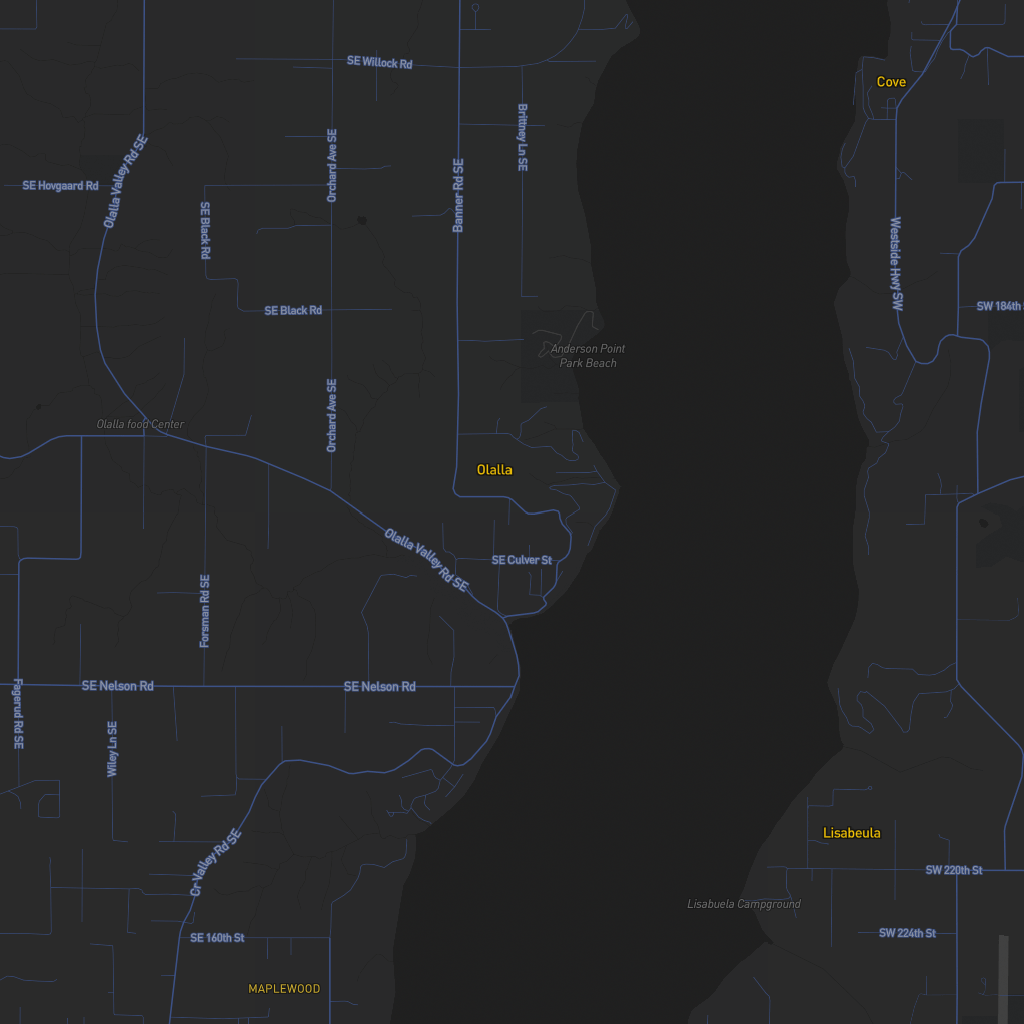 SE Willock Rd
Cove
Brittney Ln SE
Orchard Ave SE
Olalla Valley Rd SE
SE Hovgaard Rd
Banner Rd SE
SE Black Rd
Westside Hwy SW
SE Black Rd
SW 184th
Anderson Point
Park Beach
Orchard Ave SE
Olalla food Center
Olalla
Olalla Valley Rd SE
SE Culver St
Forsman Rd SE
SE Nelson Rd
SE Nelson Rd
Fagerud Rd SE
Wiley Ln SE
Lisabeula
Cr Valley Rd SE
SW 220th St
Lisabuela Campground
SW 224th St
SE 160th St
MAPLEWOOD